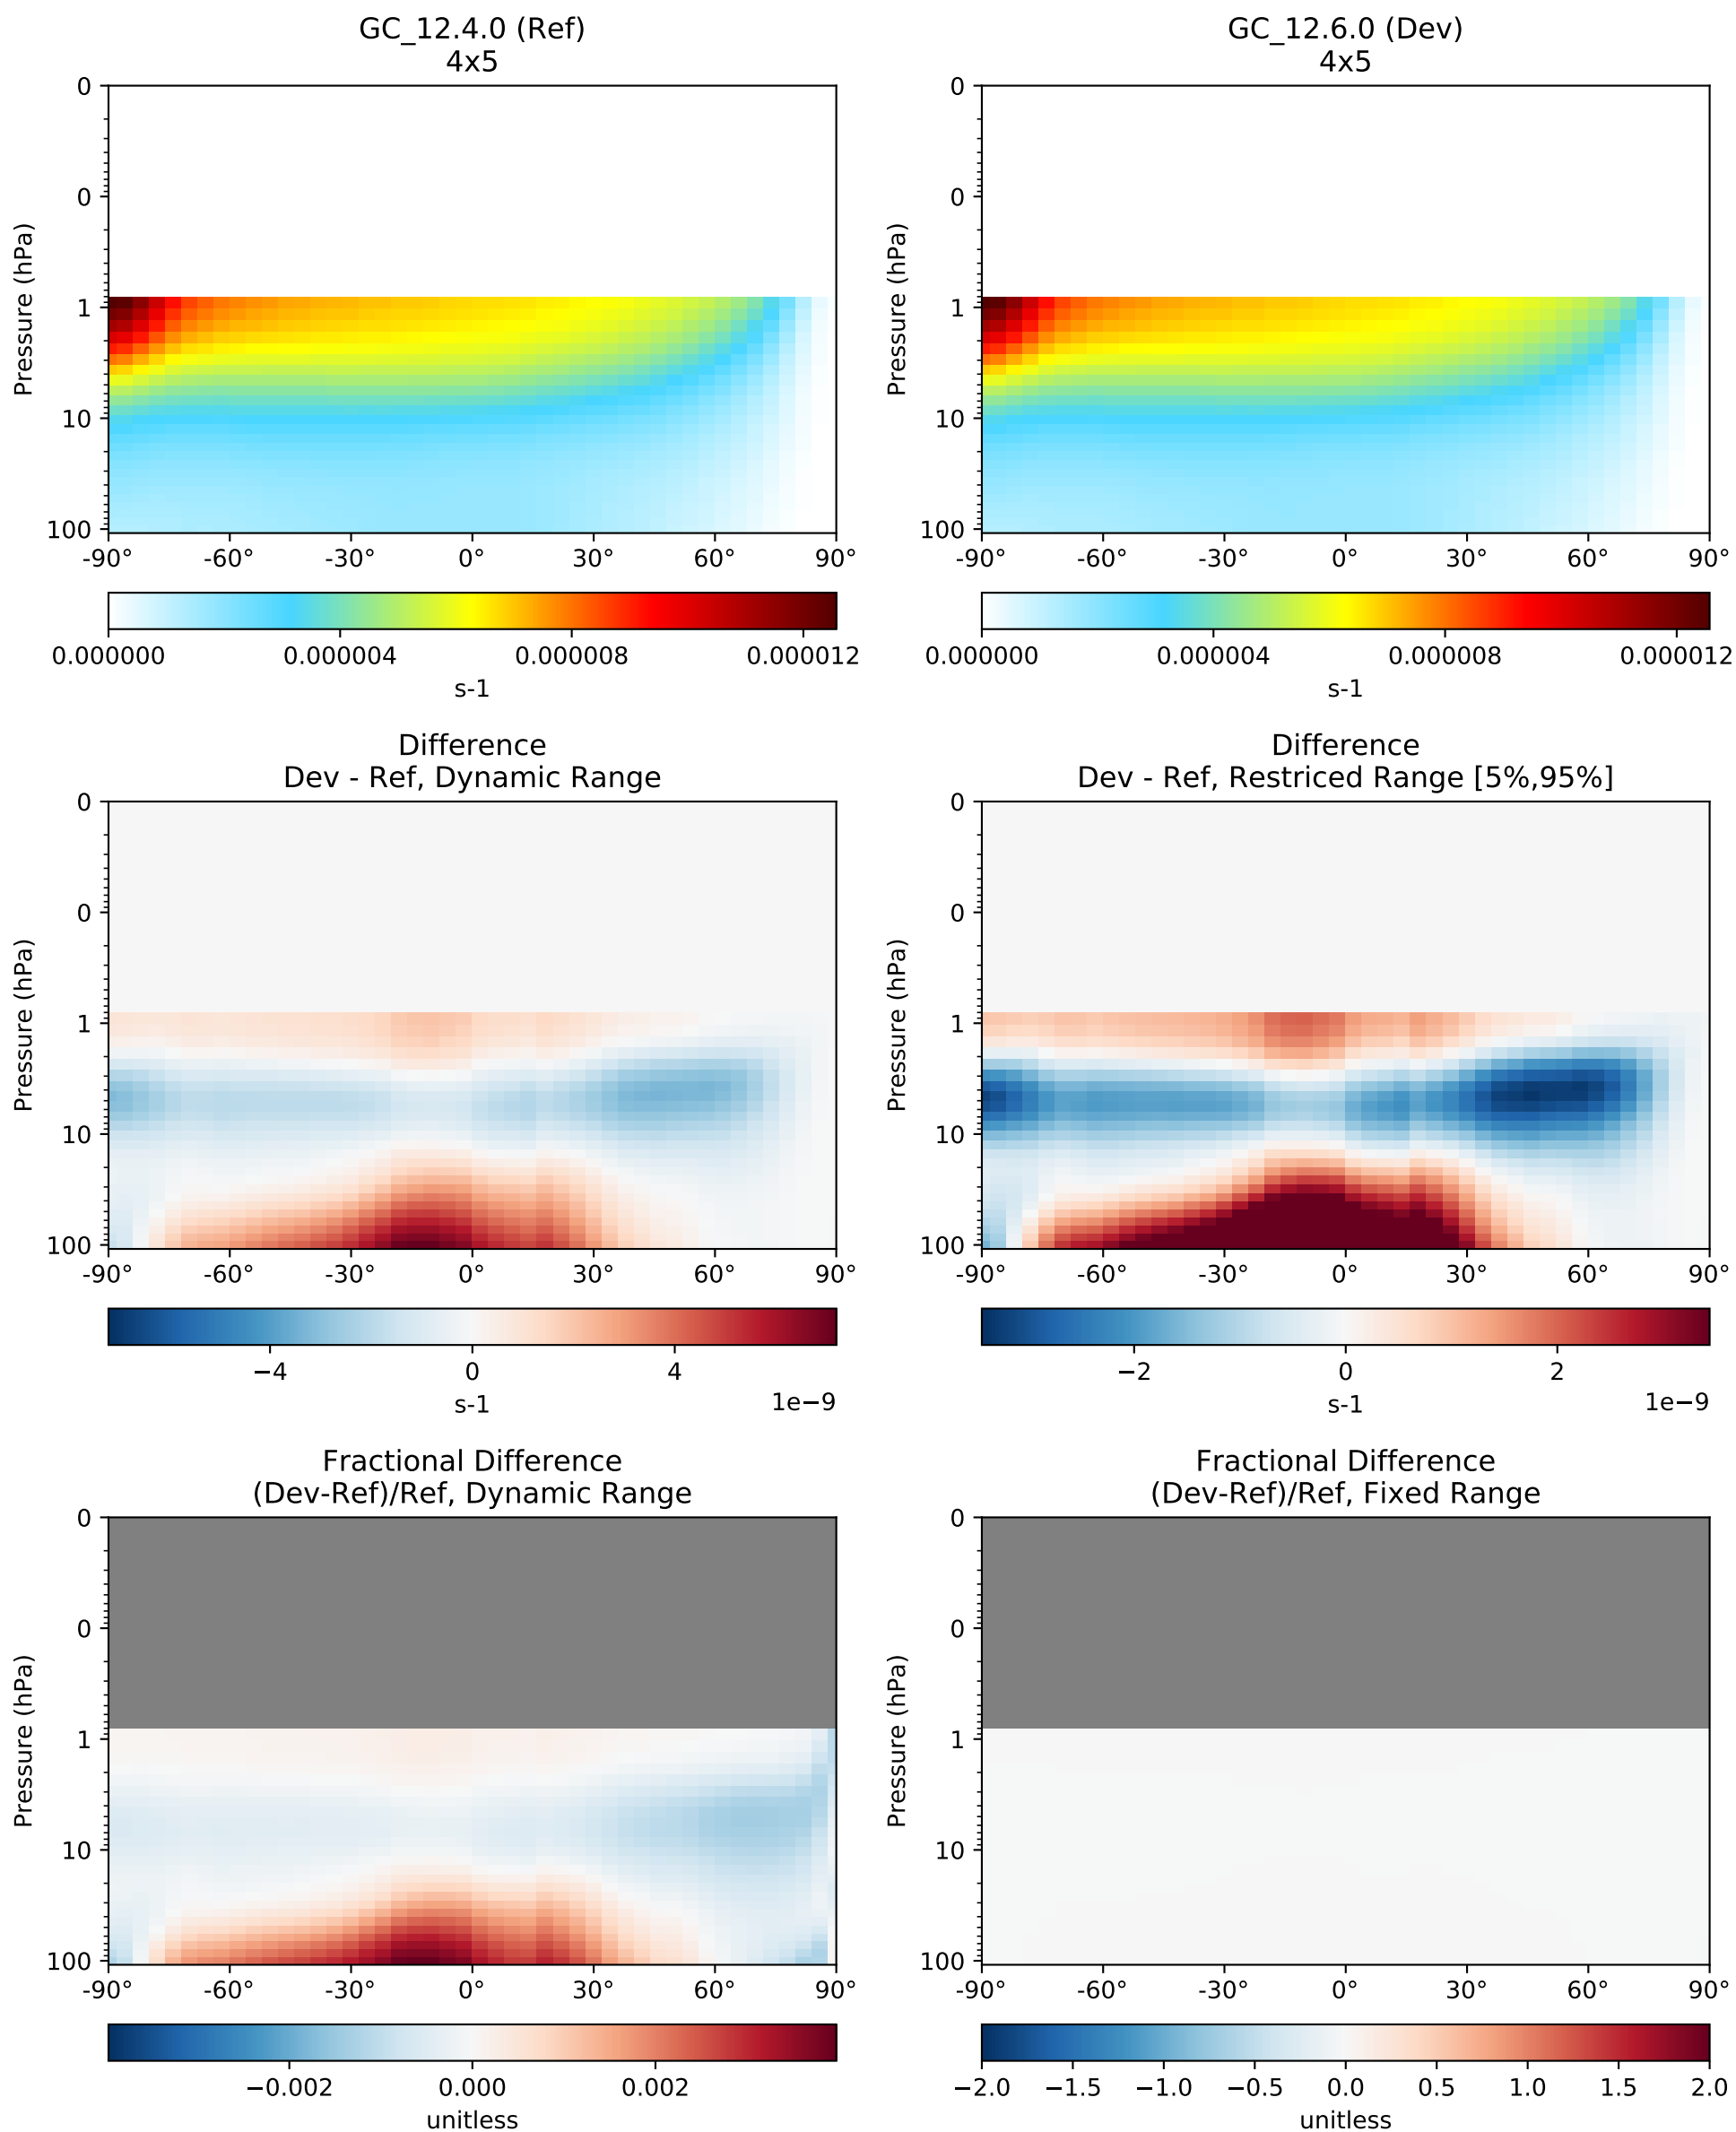 GC_12.4.0 (Ref)
4x5
GC_12.6.0 (Dev)
4x5
Pressure (hPa)
0
0
1
10
100
-90° -60° -30° 0° 30° 60° 90°
0.000000 0.000004 0.000008 0.000012
s-1
Pressure (hPa)
0
0
1
10
100
-90° -60° -30° 0° 30° 60° 90°
0.000000 0.000004 0.000008 0.000012
s-1
Difference
Dev - Ref, Dynamic Range
Pressure (hPa)
0
0
1
10
100
-90° -60° -30° 0° 30° 60° 90°
−4 0 4
s-1
1e−9
Difference
Dev - Ref, Restriced Range [5%,95%]
Pressure (hPa)
0
0
1
10
100
-90° -60° -30° 0° 30° 60° 90°
−2 0 2
s-1
1e−9
Fractional Difference
(Dev-Ref)/Ref, Dynamic Range
Pressure (hPa)
0
0
1
10
100
-90° -60° -30° 0° 30° 60° 90°
−0.002 0.000 0.002
unitless
Fractional Difference
(Dev-Ref)/Ref, Fixed Range
Pressure (hPa)
0
0
1
10
100
-90° -60° -30° 0° 30° 60° 90°
−2.0 −1.5 −1.0 −0.5 0.0 0.5 1.0 1.5 2.0
unitless